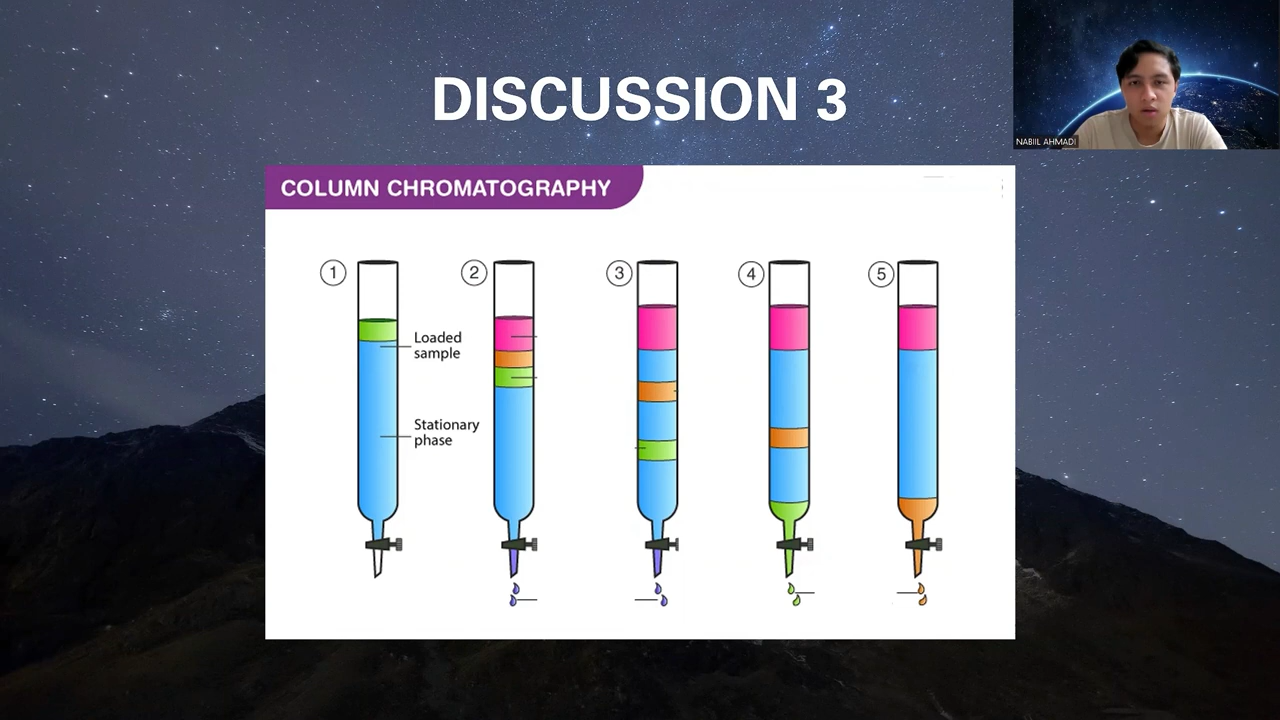 DISCUSSION 3
NABIIL AHMADI
COLUMN CHROMATOGRAPHY
1
2
3
4
5
Loaded
sample
Stationary
phase